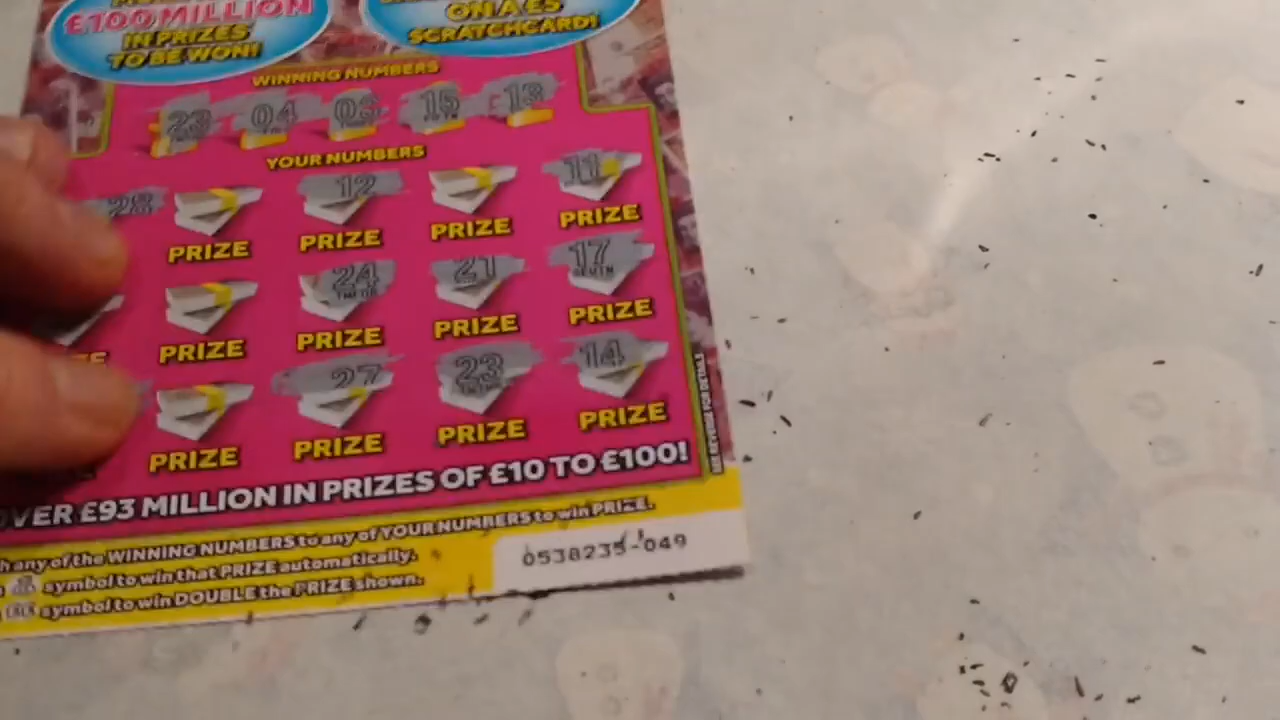 £100 MILLION
IN PRIZES
TO BE WON!
ON A £5
SCRATCHCARD!
WINNING NUMBERS
23 04 15 13
YOUR NUMBERS
28 12 11
PRIZE PRIZE PRIZE PRIZE
24 21 17
PRIZE PRIZE PRIZE PRIZE
27 23 14
PRIZE PRIZE PRIZE PRIZE
OVER £93 MILLION IN PRIZES OF £10 TO £100!
any of the WINNING NUMBERS to any of YOUR NUMBERS to win PRIZE.
symbol to win that PRIZE automatically.
symbol to win DOUBLE the PRIZE shown.
0538235-049
SEE REVERSE FOR DETAILS